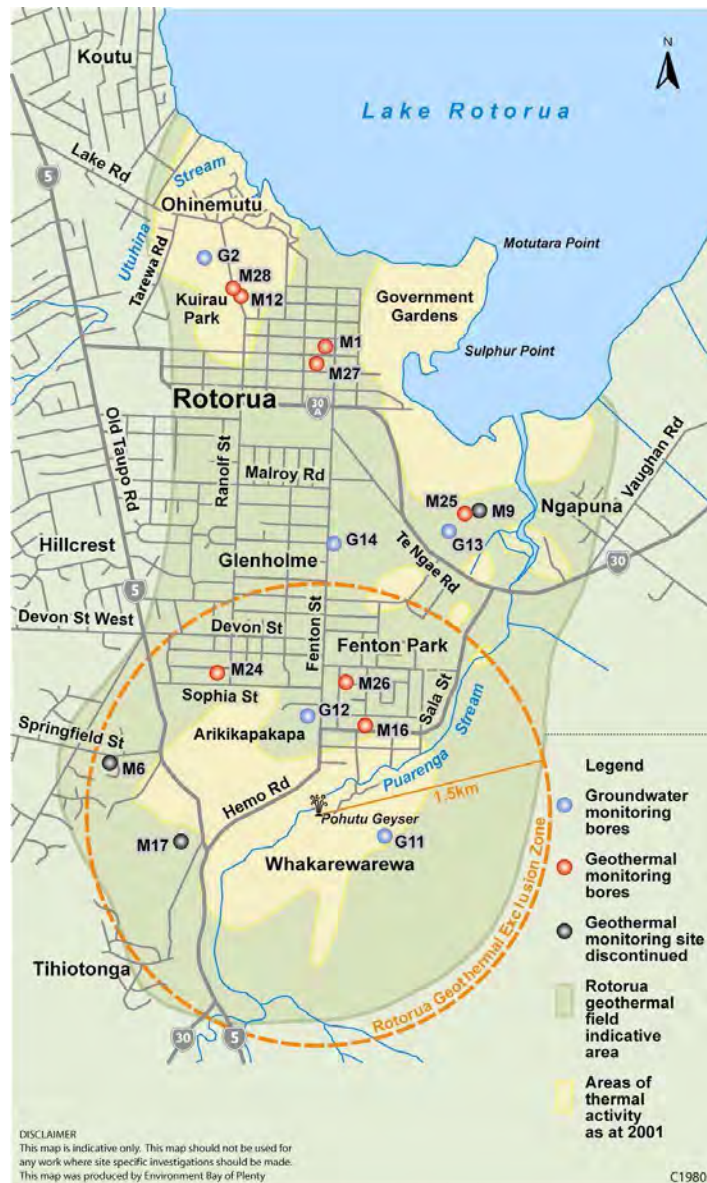 Koutu
N
Lake Rotorua
Lake Rd
5
Stream
Ohinemutu
Utuhina
Tarewa Rd
G2
M28
M12
Kuirau
Park
Motutara Point
Government
Gardens
M1
Sulphur Point
M27
Rotorua
30
A
Old Taupo Rd
Ranolf St
Malroy Rd
Vaughan Rd
M25
M9
Ngapuna
G13
G14
Te Ngae Rd
Hillcrest
Glenholme
30
5
Fenton St
Devon St West
Devon St
Fenton Park
M24
M26
Sala St
Sophia St
G12
M16
Stream
Springfield St
Arikikapakapa
M6
Puarenga
Hemo Rd
1.5km
Pohutu Geyser
M17
G11
Whakarewarewa
Rotorua Geothermal Exclusion Zone
Tihiotonga
30
5
Legend
Groundwater
monitoring
bores
Geothermal
monitoring
bores
Geothermal
monitoring site
discontinued
Rotorua
geothermal
field
indicative
area
Areas of
thermal
activity
as at 2001
DISCLAIMER
This map is indicative only. This map should not be used for
any work where site specific investigations should be made.
This map was produced by Environment Bay of Plenty
C1980